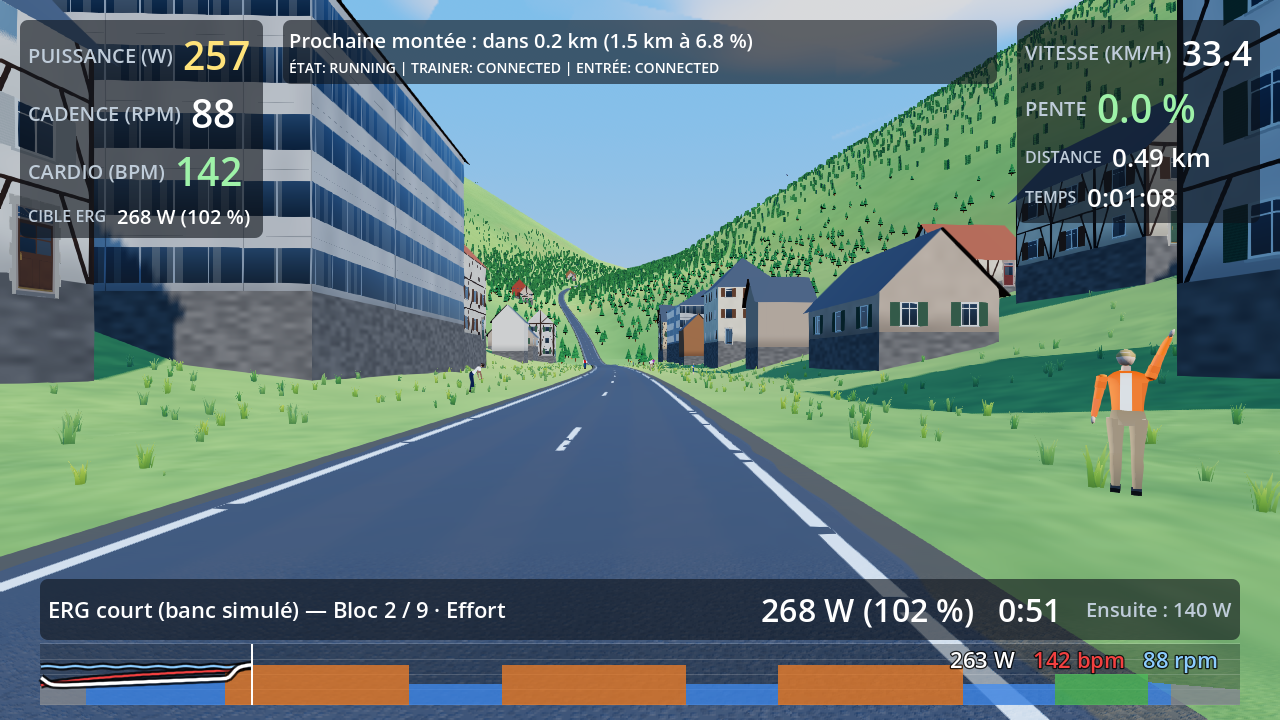 PUISSANCE (W) 257
CADENCE (RPM) 88
CARDIO (BPM) 142
CIBLE ERG 268 W (102 %)
Prochaine montée : dans 0.2 km (1.5 km à 6.8 %)
ÉTAT: RUNNING | TRAINER: CONNECTED | ENTRÉE: CONNECTED
VITESSE (KM/H) 33.4
PENTE 0.0 %
DISTANCE 0.49 km
TEMPS 0:01:08
ERG court (banc simulé) — Bloc 2 / 9 · Effort 268 W (102 %) 0:51 Ensuite : 140 W
263 W 142 bpm 88 rpm